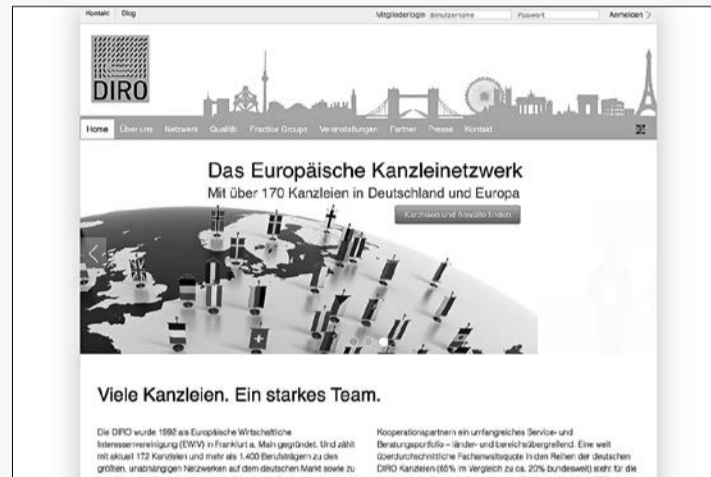 Kontakt Blog Mitgliederlogin Benutzername Passwort Anmelden >
DIRO
Home Über uns Netzwerk Qualität Practice Groups Veranstaltungen Partner Presse Kontakt
Das Europäische Kanzleinetzwerk
Mit über 170 Kanzleien in Deutschland und Europa
Kanzleien und Anwälte finden
Viele Kanzleien. Ein starkes Team.
Die DIRO wurde 1992 als Europäische Wirtschaftliche
Interessenvereinigung (EWIV) in Frankfurt a. Main gegründet. Und zählt
mit aktuell 172 Kanzleien und mehr als 1.400 Berufsträgern zu den
größten, unabhängigen Netzwerken auf dem deutschen Markt sowie zu
Kooperationspartnern ein umfangreiches Service- und
Beratungsportfolio – länder- und bereichsübergreifend. Eine weit
überdurchschnittliche Fachanwaltsquote in den Reihen der deutschen
DIRO Kanzleien (65% im Vergleich zu ca. 20% bundesweit) steht für die